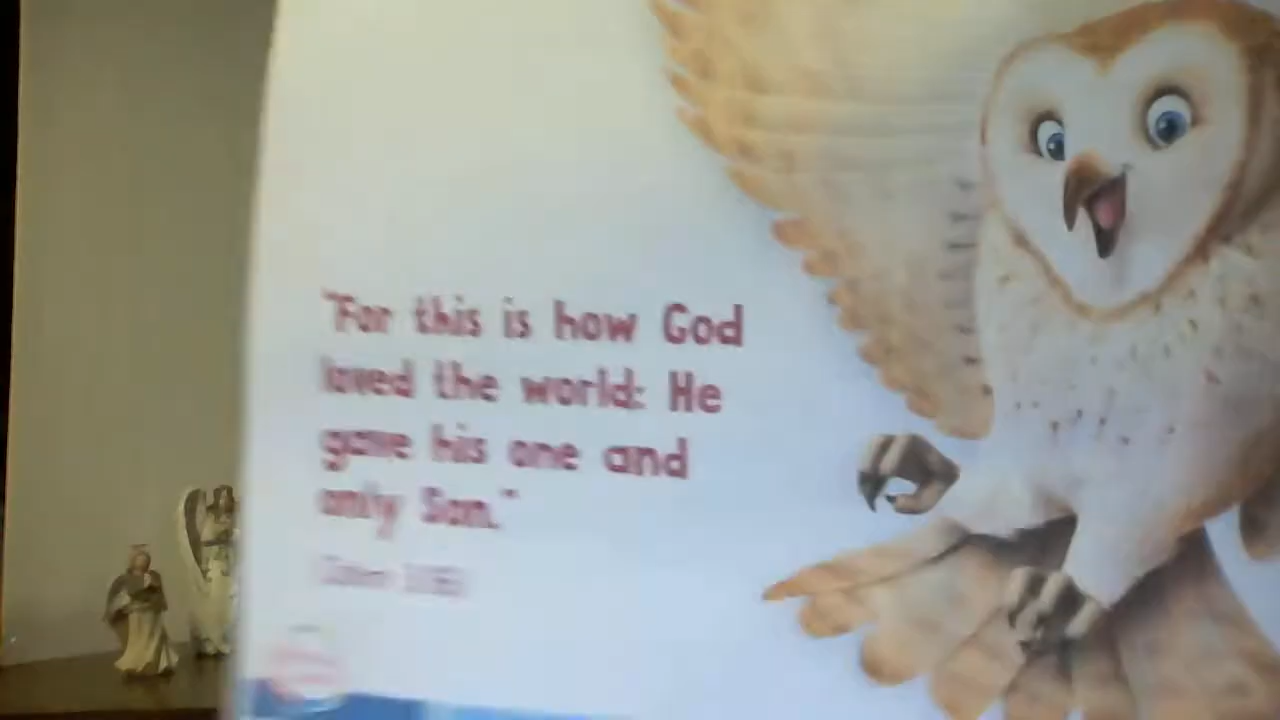 "For this is how God
loved the world: He
gave his one and
only Son."